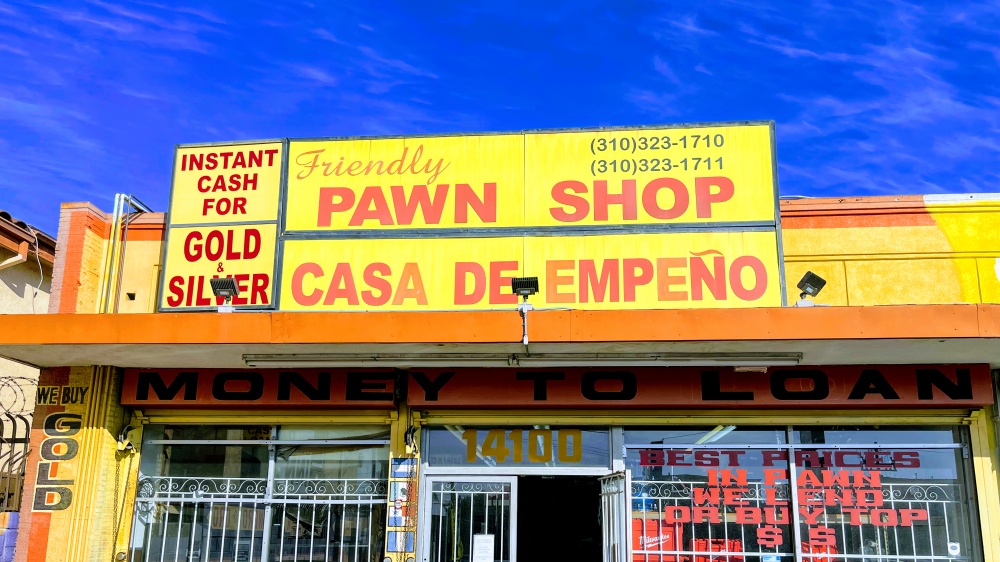 INSTANT
CASH
FOR
GOLD
&
SILVER
Friendly
PAWN SHOP
(310)323-1710
(310)323-1711
CASA DE EMPEÑO
MONEY TO LOAN
WE BUY
GOLD
14100
BEST PRICES
IN PAWN
WE LEND
OR BUY TOP
$ $
Milwaukee